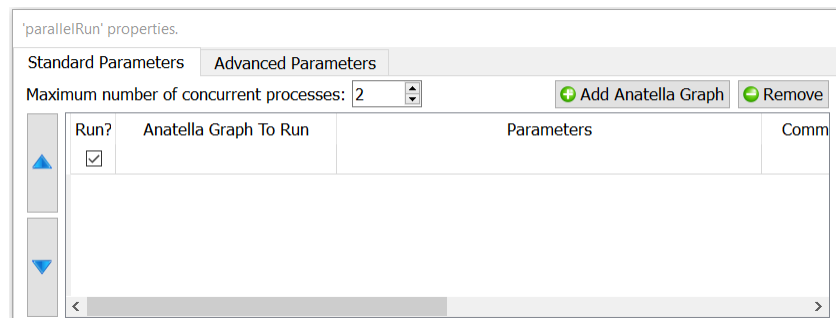 'parallelRun' properties.
Standard Parameters Advanced Parameters
Maximum number of concurrent processes: 2 Add Anatella Graph Remove
Run? Anatella Graph To Run Parameters Comm